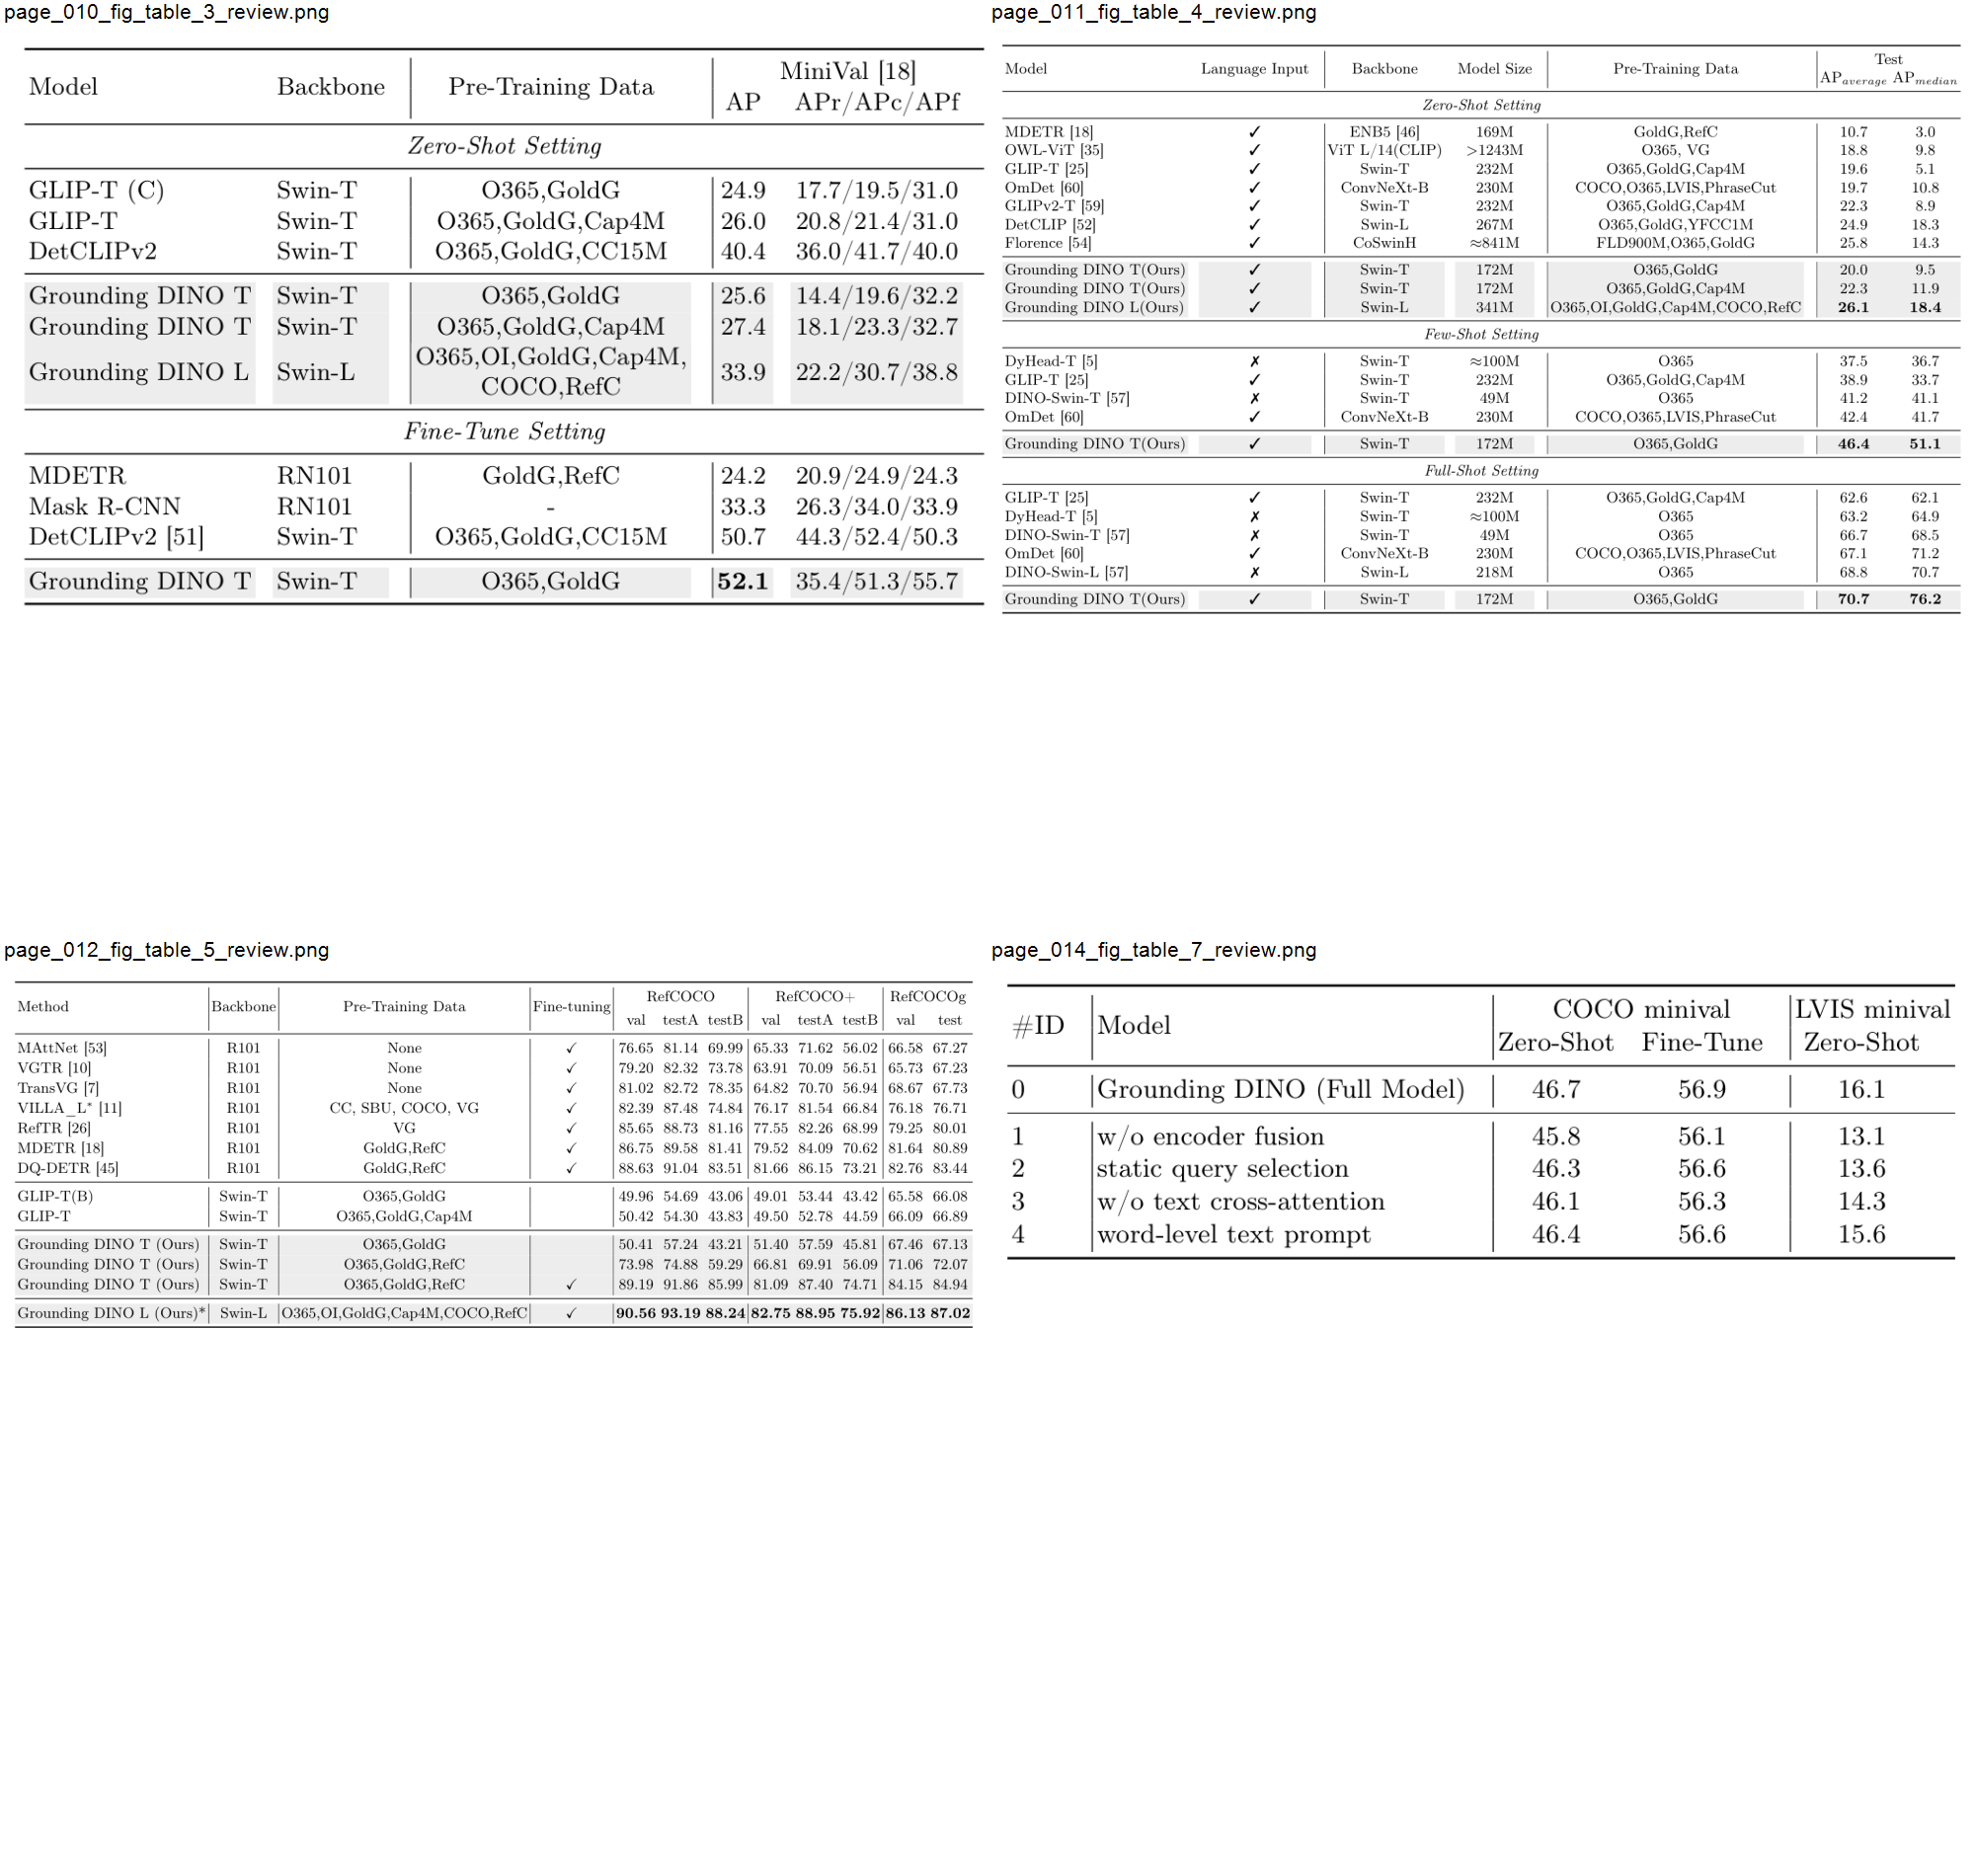 page_010_fig_table_3_review.png
Model Backbone Pre-Training Data MiniVal [18]
AP APr/APc/APf
Zero-Shot Setting
GLIP-T (C) Swin-T O365,GoldG 24.9 17.7/19.5/31.0
GLIP-T Swin-T O365,GoldG,Cap4M 26.0 20.8/21.4/31.0
DetCLIPv2 Swin-T O365,GoldG,CC15M 40.4 36.0/41.7/40.0
Grounding DINO T Swin-T O365,GoldG 25.6 14.4/19.6/32.2
Grounding DINO T Swin-T O365,GoldG,Cap4M 27.4 18.1/23.3/32.7
Grounding DINO L Swin-L O365,OI,GoldG,Cap4M, 33.9 22.2/30.7/38.8
COCO,RefC
Fine-Tune Setting
MDETR RN101 GoldG,RefC 24.2 20.9/24.9/24.3
Mask R-CNN RN101 - 33.3 26.3/34.0/33.9
DetCLIPv2 [51] Swin-T O365,GoldG,CC15M 50.7 44.3/52.4/50.3
Grounding DINO T Swin-T O365,GoldG 52.1 35.4/51.3/55.7
page_011_fig_table_4_review.png
Model Language Input Backbone Model Size Pre-Training Data Test
APaverage APmedian
Zero-Shot Setting
MDETR [18] ✓ ENB5 [46] 169M GoldG,RefC 10.7 3.0
OWL-ViT [35] ✓ ViT L/14(CLIP) >1243M O365, VG 18.8 9.8
GLIP-T [25] ✓ Swin-T 232M O365,GoldG,Cap4M 19.6 5.1
OmDet [60] ✓ ConvNeXt-B 230M COCO,O365,LVIS,PhraseCut 19.7 10.8
GLIPv2-T [59] ✓ Swin-T 232M O365,GoldG,Cap4M 22.3 8.9
DetCLIP [52] ✓ Swin-L 267M O365,GoldG,YFCC1M 24.9 18.3
Florence [54] ✓ CoSwinH ≈841M FLD900M,O365,GoldG 25.8 14.3
Grounding DINO T(Ours) ✓ Swin-T 172M O365,GoldG 20.0 9.5
Grounding DINO T(Ours) ✓ Swin-T 172M O365,GoldG,Cap4M 22.3 11.9
Grounding DINO L(Ours) ✓ Swin-L 341M O365,OI,GoldG,Cap4M,COCO,RefC 26.1 18.4
Few-Shot Setting
DyHead-T [5] ✗ Swin-T ≈100M O365 37.5 36.7
GLIP-T [25] ✓ Swin-T 232M O365,GoldG,Cap4M 38.9 33.7
DINO-Swin-T [57] ✗ Swin-T 49M O365 41.2 41.1
OmDet [60] ✓ ConvNeXt-B 230M COCO,O365,LVIS,PhraseCut 42.4 41.7
Grounding DINO T(Ours) ✓ Swin-T 172M O365,GoldG 46.4 51.1
Full-Shot Setting
GLIP-T [25] ✓ Swin-T 232M O365,GoldG,Cap4M 62.6 62.1
DyHead-T [5] ✗ Swin-T ≈100M O365 63.2 64.9
DINO-Swin-T [57] ✗ Swin-T 49M O365 66.7 68.5
OmDet [60] ✓ ConvNeXt-B 230M COCO,O365,LVIS,PhraseCut 67.1 71.2
DINO-Swin-L [57] ✗ Swin-L 218M O365 68.8 70.7
Grounding DINO T(Ours) ✓ Swin-T 172M O365,GoldG 70.7 76.2
page_012_fig_table_5_review.png
Method Backbone Pre-Training Data Fine-tuning RefCOCO RefCOCO+ RefCOCOg
val testA testB val testA testB val test
MAttNet [53] R101 None ✓ 76.65 81.14 69.99 65.33 71.62 56.02 66.58 67.27
VGTR [10] R101 None ✓ 79.20 82.32 73.78 63.91 70.09 56.51 65.73 67.23
TransVG [7] R101 None ✓ 81.02 82.72 78.35 64.82 70.70 56.94 68.67 67.73
VILLA_L* [11] R101 CC, SBU, COCO, VG ✓ 82.39 87.48 74.84 76.17 81.54 66.84 76.18 76.71
RefTR [26] R101 VG ✓ 85.65 88.73 81.16 77.55 82.26 68.99 79.25 80.01
MDETR [18] R101 GoldG,RefC ✓ 86.75 89.58 81.41 79.52 84.09 70.62 81.64 80.89
DQ-DETR [45] R101 GoldG,RefC ✓ 88.63 91.04 83.51 81.66 86.15 73.21 82.76 83.44
GLIP-T(B) Swin-T O365,GoldG 49.96 54.69 43.06 49.01 53.44 43.42 65.58 66.08
GLIP-T Swin-T O365,GoldG,Cap4M 50.42 54.30 43.83 49.50 52.78 44.59 66.09 66.89
Grounding DINO T (Ours) Swin-T O365,GoldG 50.41 57.24 43.21 51.40 57.59 45.81 67.46 67.13
Grounding DINO T (Ours) Swin-T O365,GoldG,RefC 73.98 74.88 59.29 66.81 69.91 56.09 71.06 72.07
Grounding DINO T (Ours) Swin-T O365,GoldG,RefC ✓ 89.19 91.86 85.99 81.09 87.40 74.71 84.15 84.94
Grounding DINO L (Ours)* Swin-L O365,OI,GoldG,Cap4M,COCO,RefC ✓ 90.56 93.19 88.24 82.75 88.95 75.92 86.13 87.02
page_014_fig_table_7_review.png
#ID Model COCO minival LVIS minival
Zero-Shot Fine-Tune Zero-Shot
0 Grounding DINO (Full Model) 46.7 56.9 16.1
1 w/o encoder fusion 45.8 56.1 13.1
2 static query selection 46.3 56.6 13.6
3 w/o text cross-attention 46.1 56.3 14.3
4 word-level text prompt 46.4 56.6 15.6